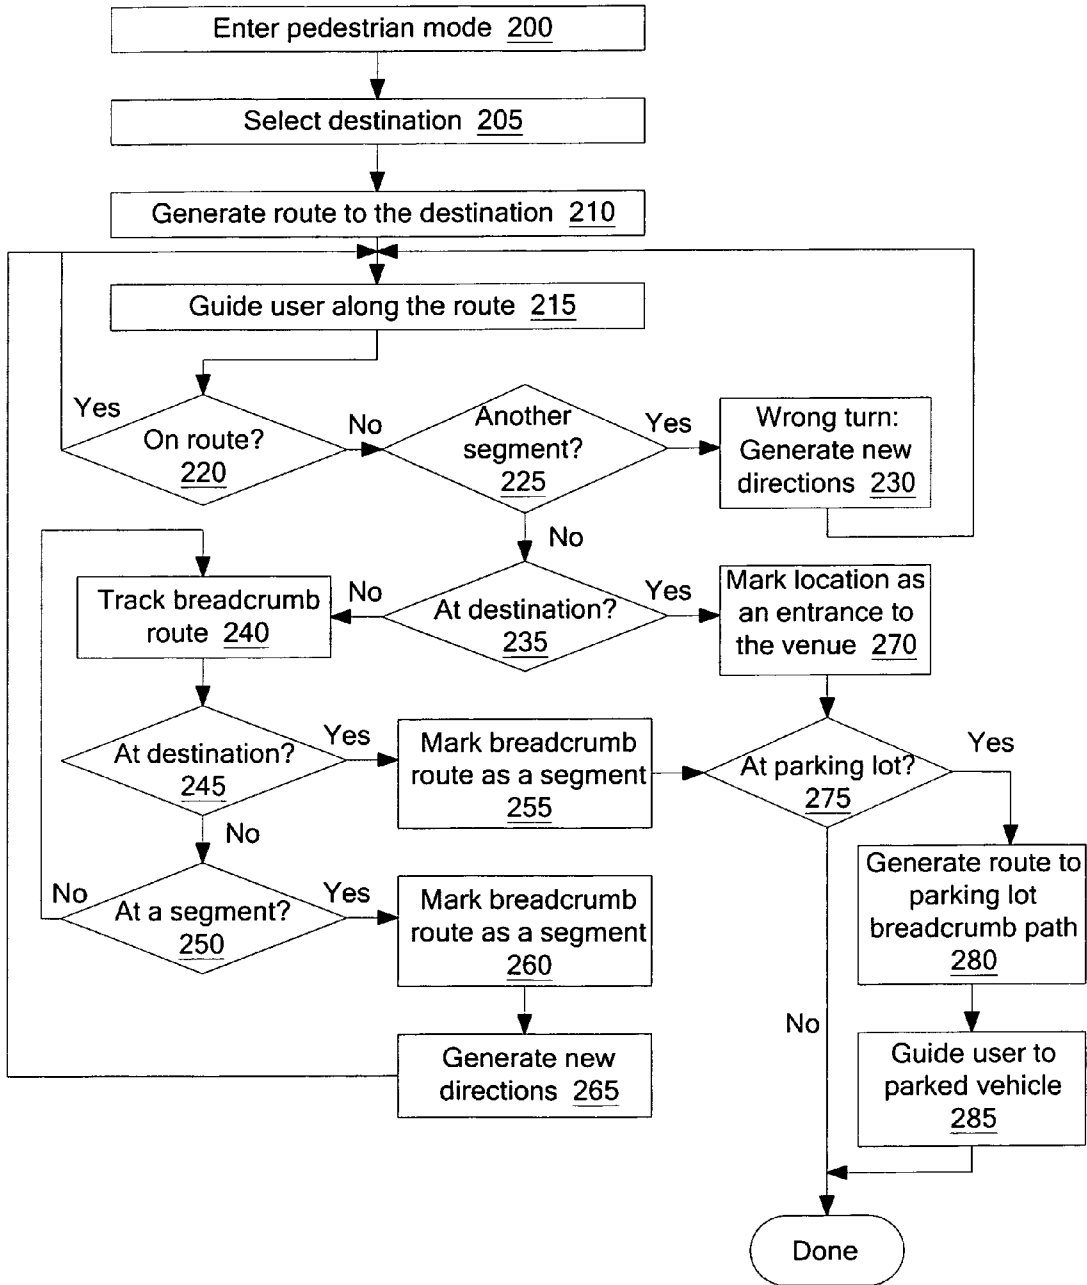 Enter pedestrian mode 200
Select destination 205
Generate route to the destination 210
Guide user along the route 215
Yes
On route?
220
No
Another
segment?
225
Yes
Wrong turn:
Generate new
directions 230
No
Track breadcrumb
route 240
No
At destination?
235
Yes
Mark location as
an entrance to
the venue 270
At destination?
245
Yes
Mark breadcrumb
route as a segment
255
At parking lot?
275
Yes
No
No
At a segment?
250
Yes
Mark breadcrumb
route as a segment
260
Generate route to
parking lot
breadcrumb path
280
No
Generate new
directions 265
Guide user to
parked vehicle
285
Done